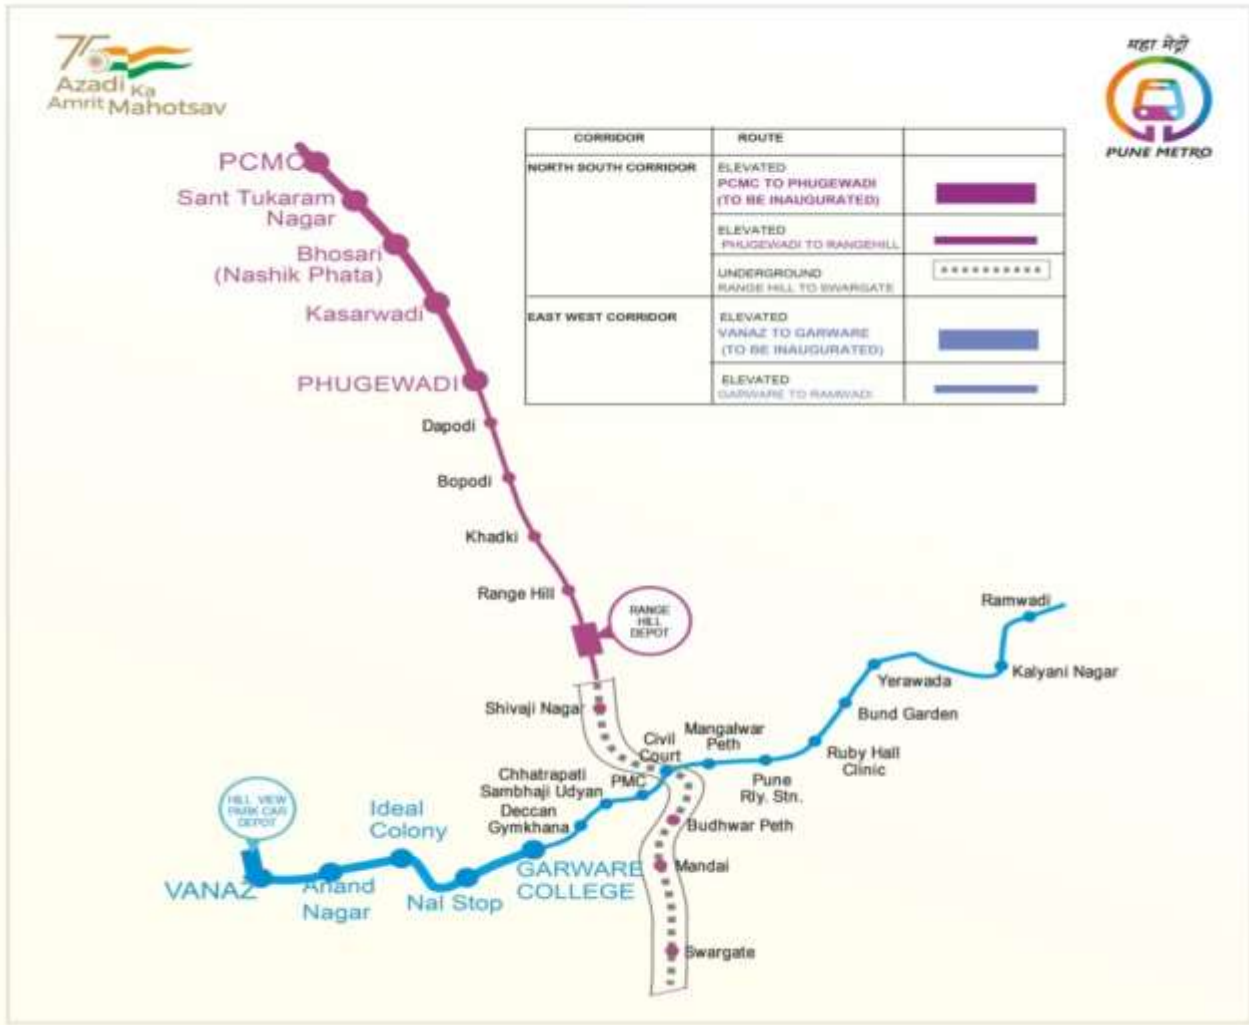 75
Azadi Ka
Amrit Mahotsav
महा मेट्रो
PUNE METRO
CORRIDOR ROUTE
NORTH SOUTH CORRIDOR ELEVATED
PCMC TO PHUGEWADI
(TO BE INAUGURATED)
ELEVATED
PHUGEWADI TO RANGEHILL
UNDERGROUND
RANGE HILL TO SWARGATE
EAST WEST CORRIDOR ELEVATED
VANAZ TO GARWARE
(TO BE INAUGURATED)
ELEVATED
GARWARE TO RAMWADI
PCMC
Sant Tukaram
Nagar
Bhosari
(Nashik Phata)
Kasarwadi
PHUGEWADI
Dapodi
Bopodi
Khadki
Range Hill
RANGE
HILL
DEPOT
Shivaji Nagar
Civil
Court
Mangalwar
Peth
Pune
Rly. Stn.
Ruby Hall
Clinic
Bund Garden
Yerawada
Kalyani Nagar
Ramwadi
PMC
Chhatrapati
Sambhaji Udyan
Deccan
Gymkhana
Budhwar Peth
Mandai
Swargate
HILL VIEW
PARK CAR
DEPOT
VANAZ
Anand
Nagar
Ideal
Colony
Nal Stop
GARWARE
COLLEGE